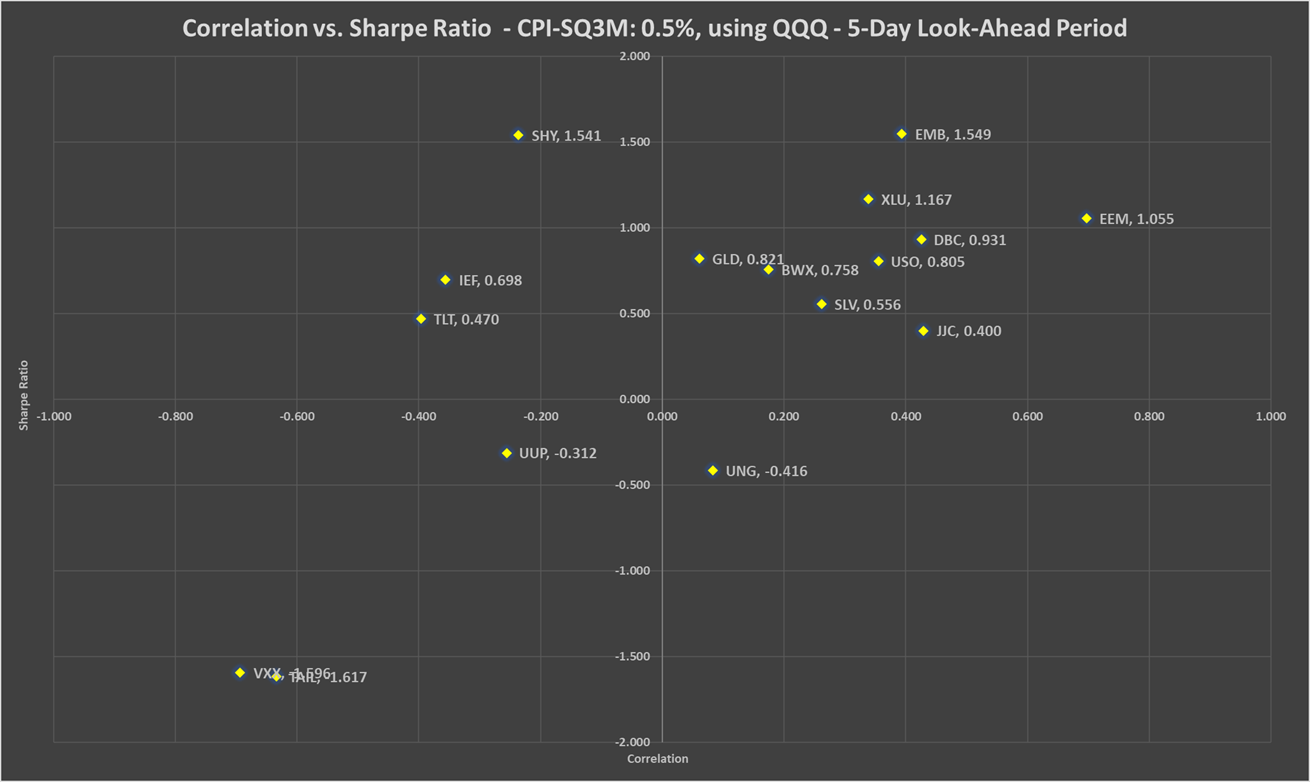 Correlation vs. Sharpe Ratio - CPI-SQ3M: 0.5%, using QQQ - 5-Day Look-Ahead Period
2.000
SHY, 1.541
1.500
EMB, 1.549
XLU, 1.167
EEM, 1.055
1.000
DBC, 0.931
GLD, 0.821
BWX, 0.758
USO, 0.805
IEF, 0.698
SLV, 0.556
0.500
TLT, 0.470
JJC, 0.400
Sharpe Ratio
0.000
-1.000 -0.800 -0.600 -0.400 -0.200 0.000 0.200 0.400 0.600 0.800 1.000
UUP, -0.312
UNG, -0.416
-0.500
-1.000
-1.500
VXX, -1.596
TAIL, -1.617
-2.000
Correlation